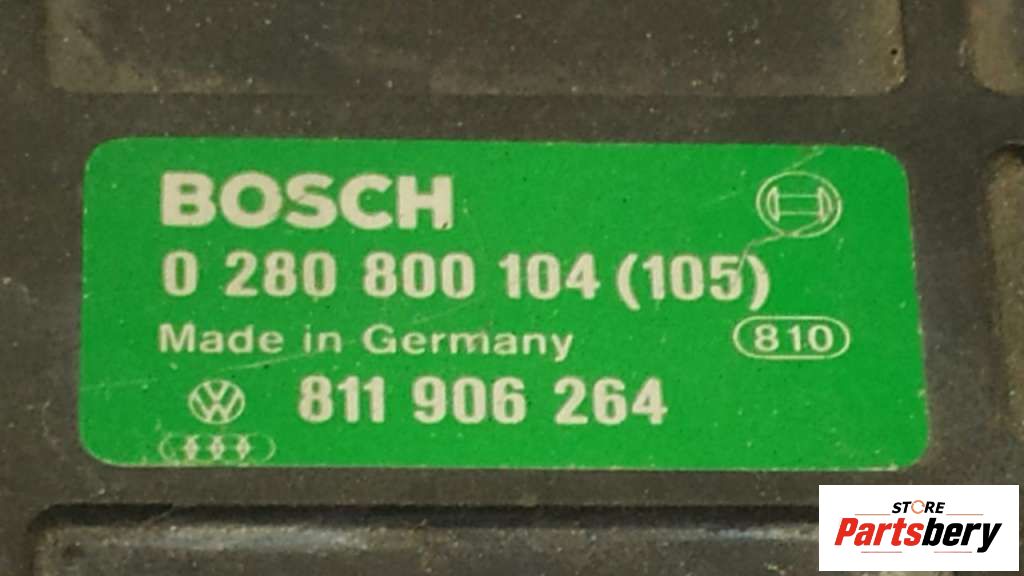 BOSCH
0 280 800 104 (105)
Made in Germany 810
811 906 264
STORE
Partsbery